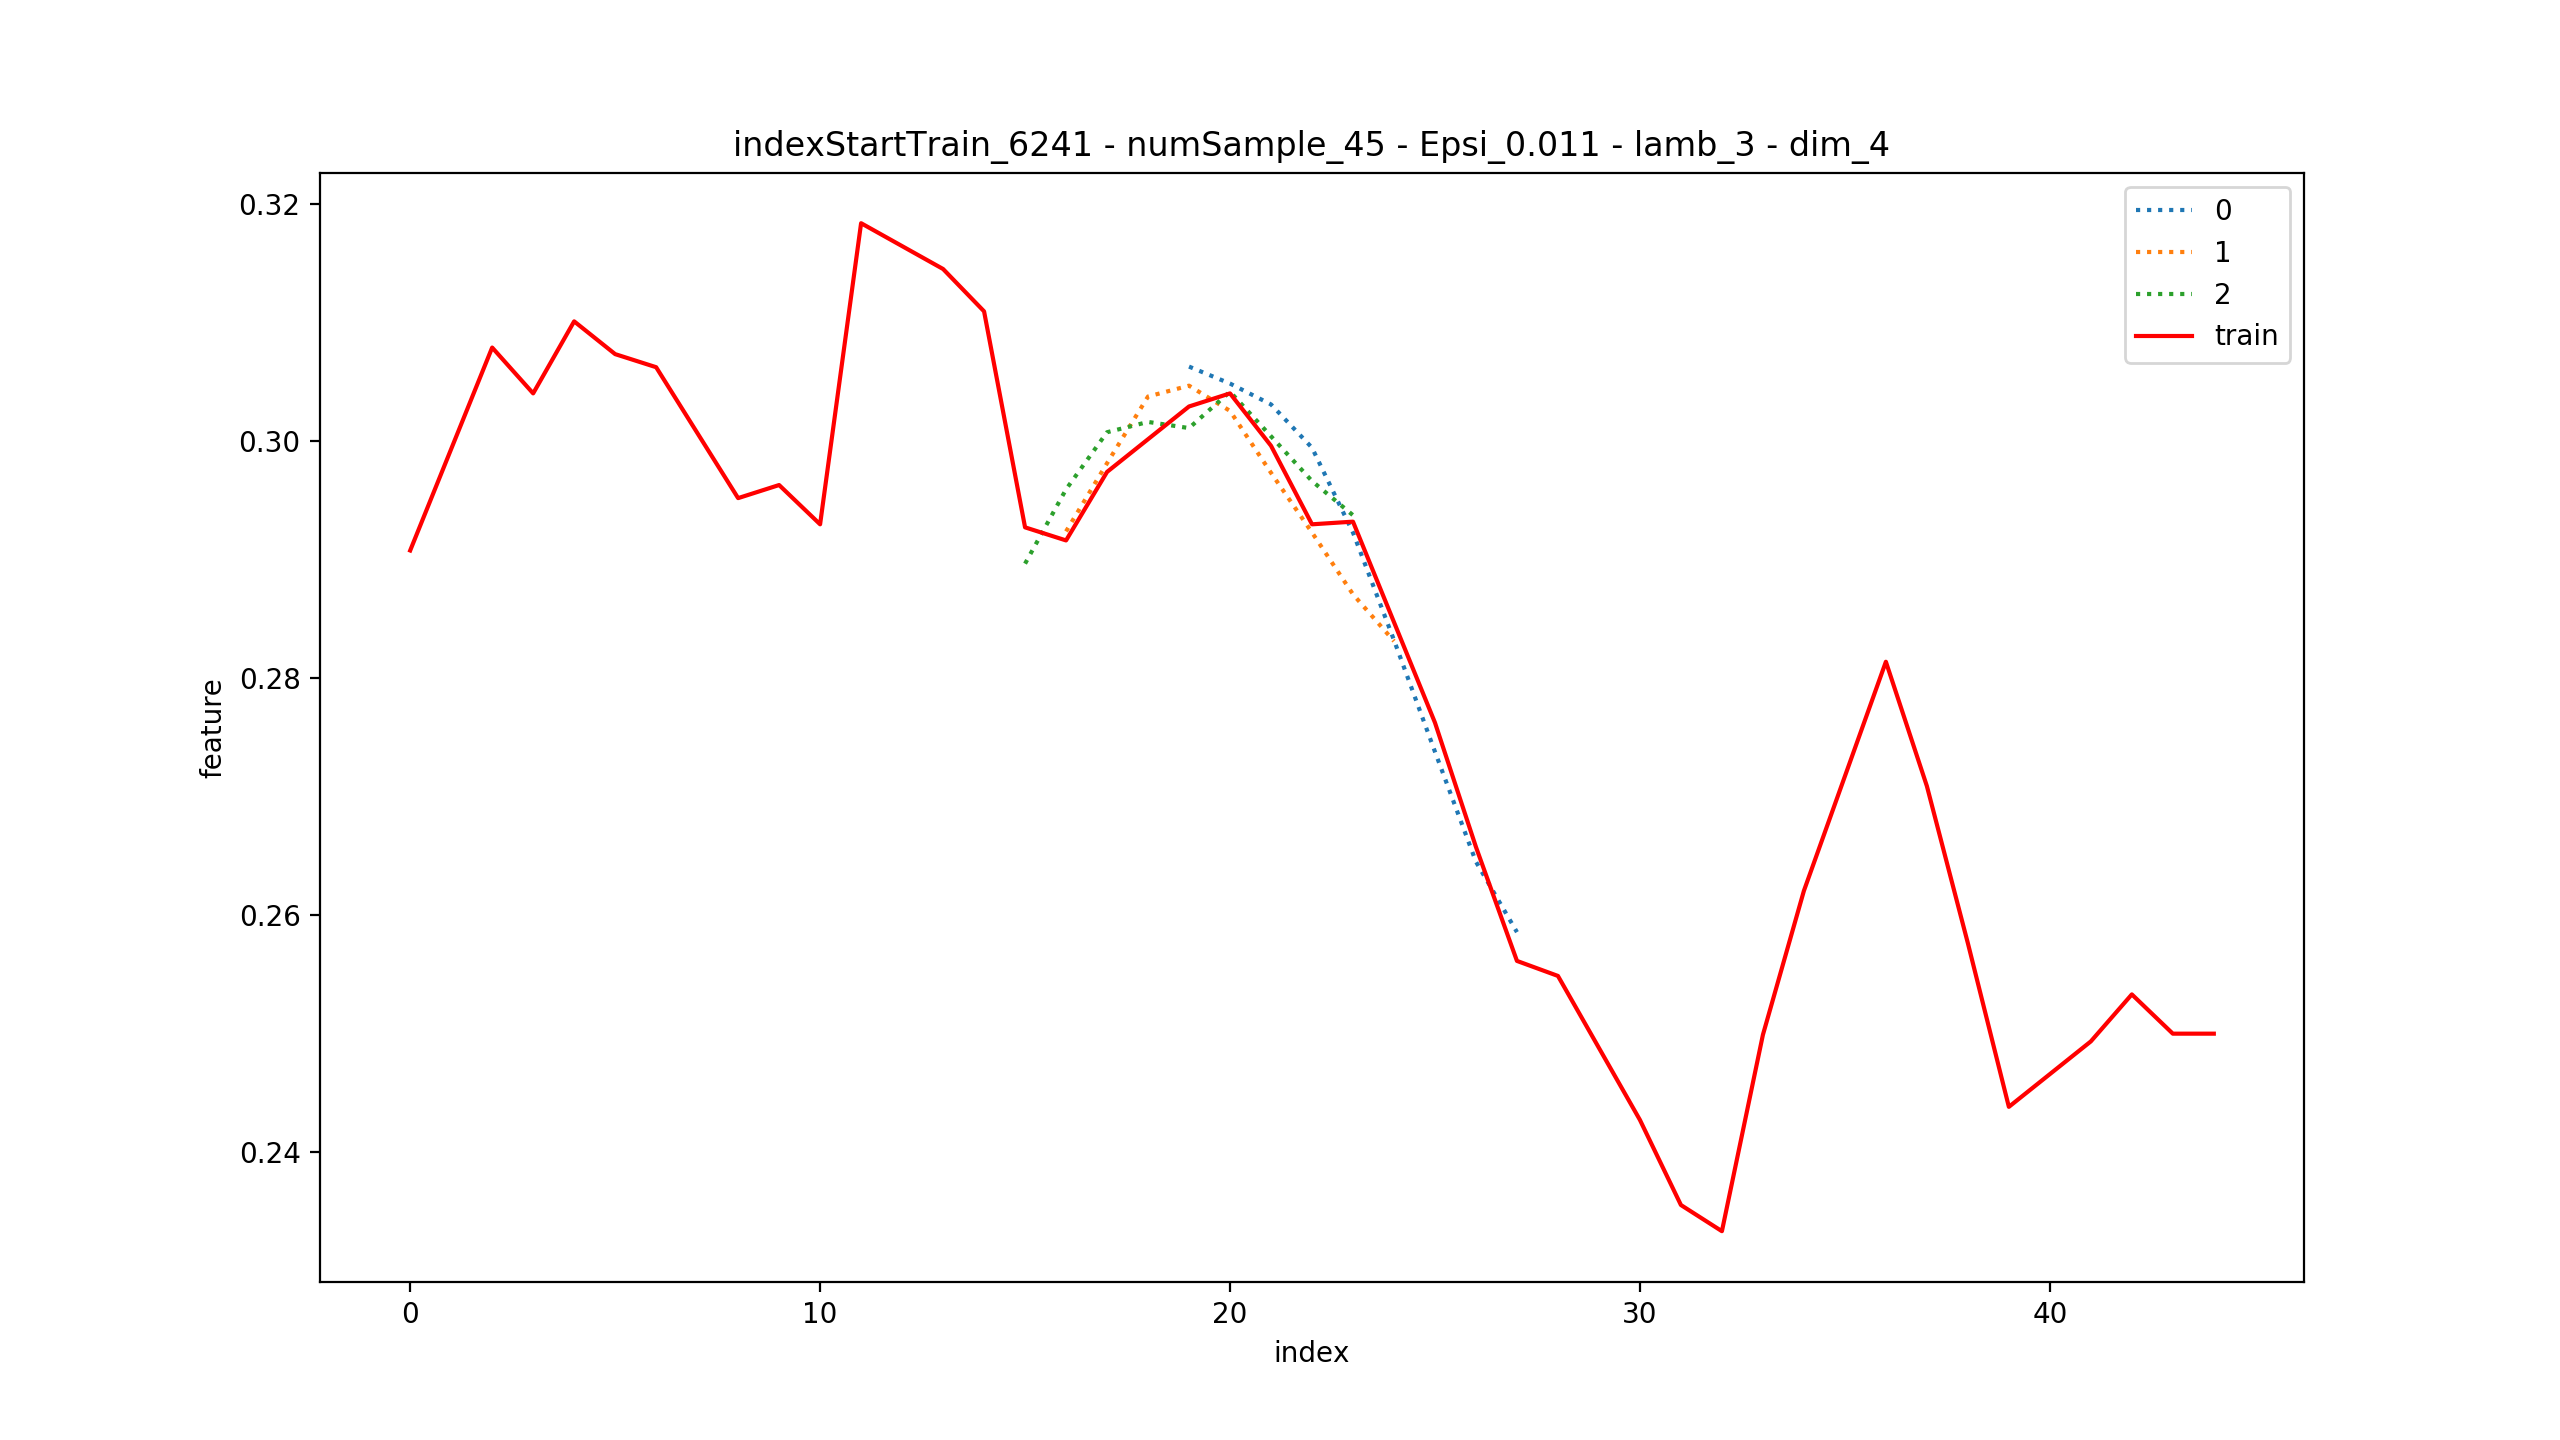 indexStartTrain_6241 - numSample_45 - Epsi_0.011 - lamb_3 - dim_4
0
1
2
train
0.32
0.30
0.28
0.26
0.24
feature
0 10 20 30 40
index